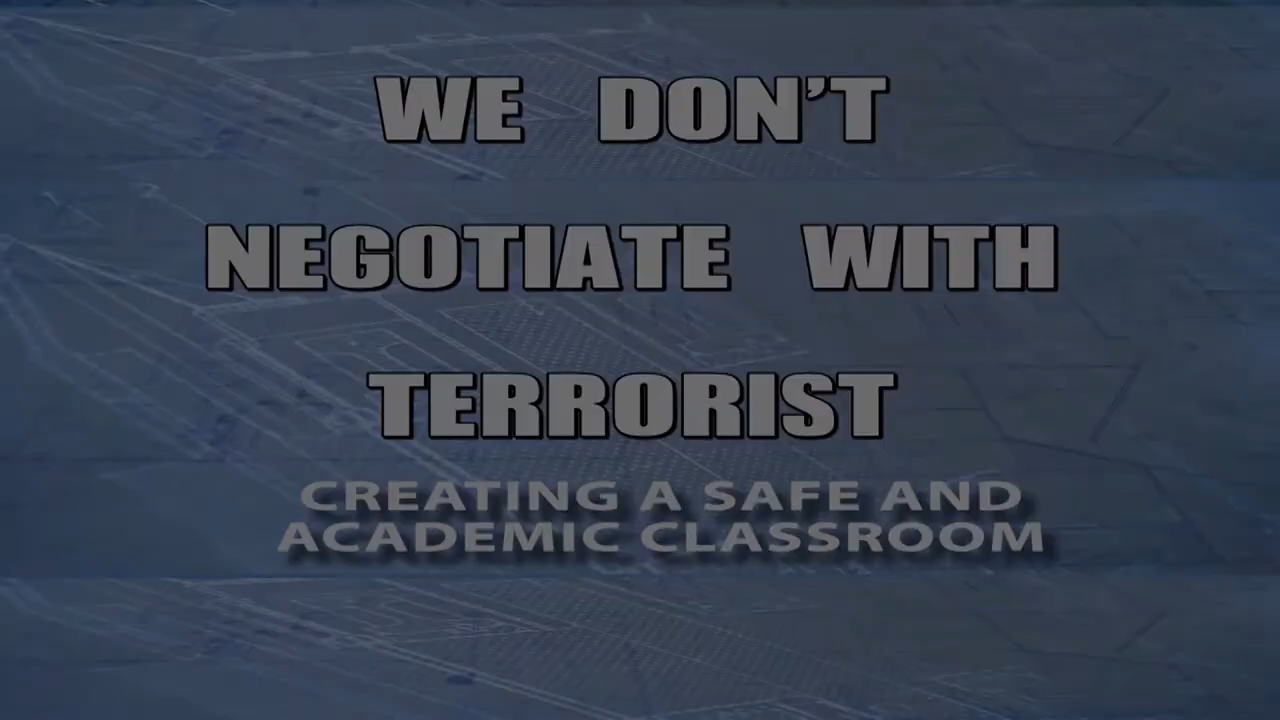 WE DON'T
NEGOTIATE WITH
TERRORIST
CREATING A SAFE AND
ACADEMIC CLASSROOM